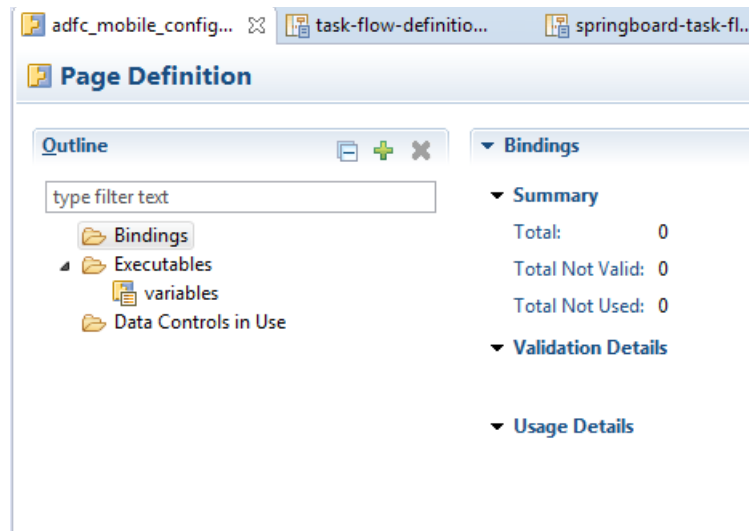 adfc_mobile_config... task-flow-definitio... springboard-task-fl...
Page Definition
Outline
type filter text
Bindings
Executables
variables
Data Controls in Use
Bindings
Summary
Total: 0
Total Not Valid: 0
Total Not Used: 0
Validation Details
Usage Details